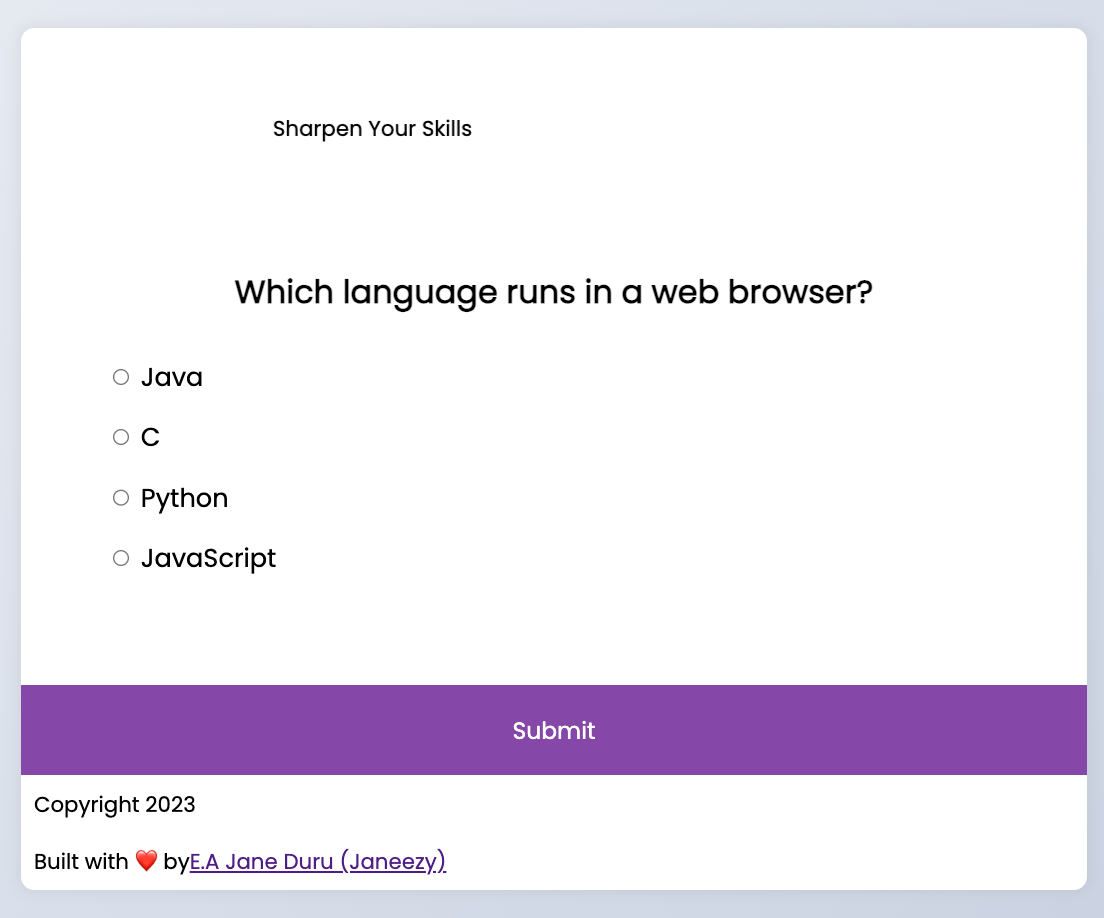 Sharpen Your Skills
Which language runs in a web browser?
Java
C
Python
JavaScript
Submit
Copyright 2023
Built with ❤️ byE.A Jane Duru (Janeezy)